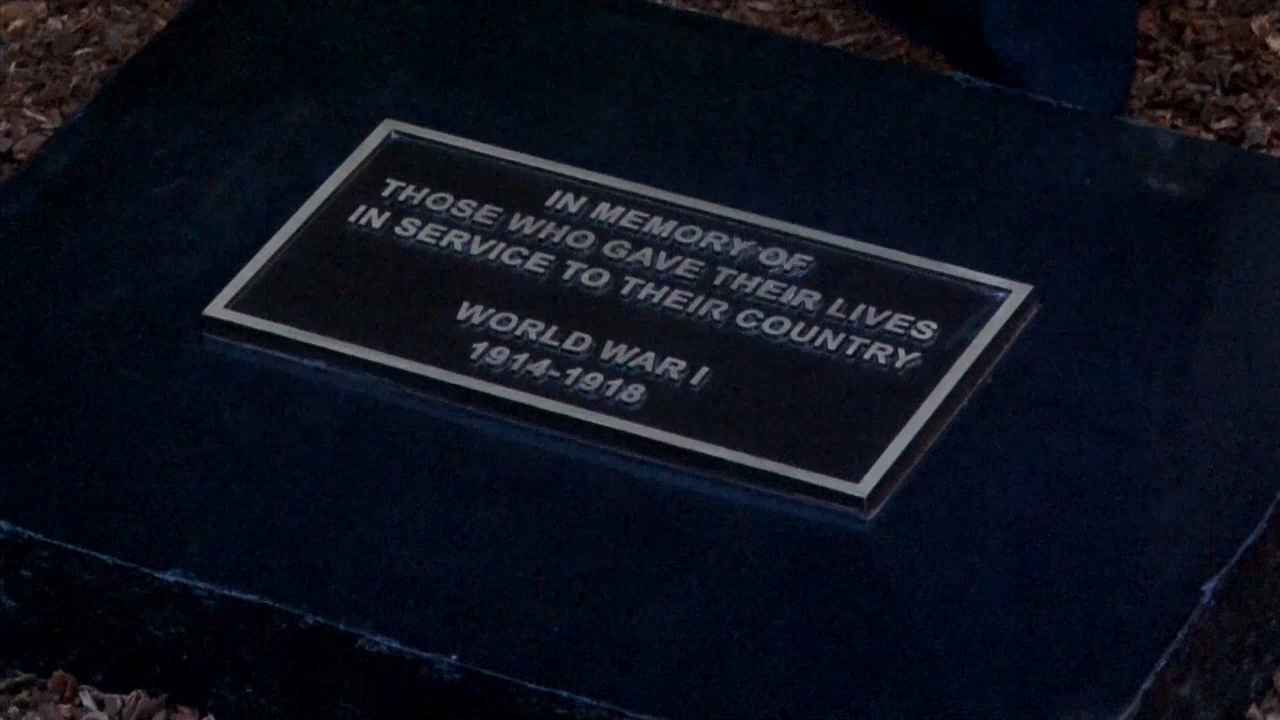 IN MEMORY OF
THOSE WHO GAVE THEIR LIVES
IN SERVICE TO THEIR COUNTRY
WORLD WAR I
1914-1918